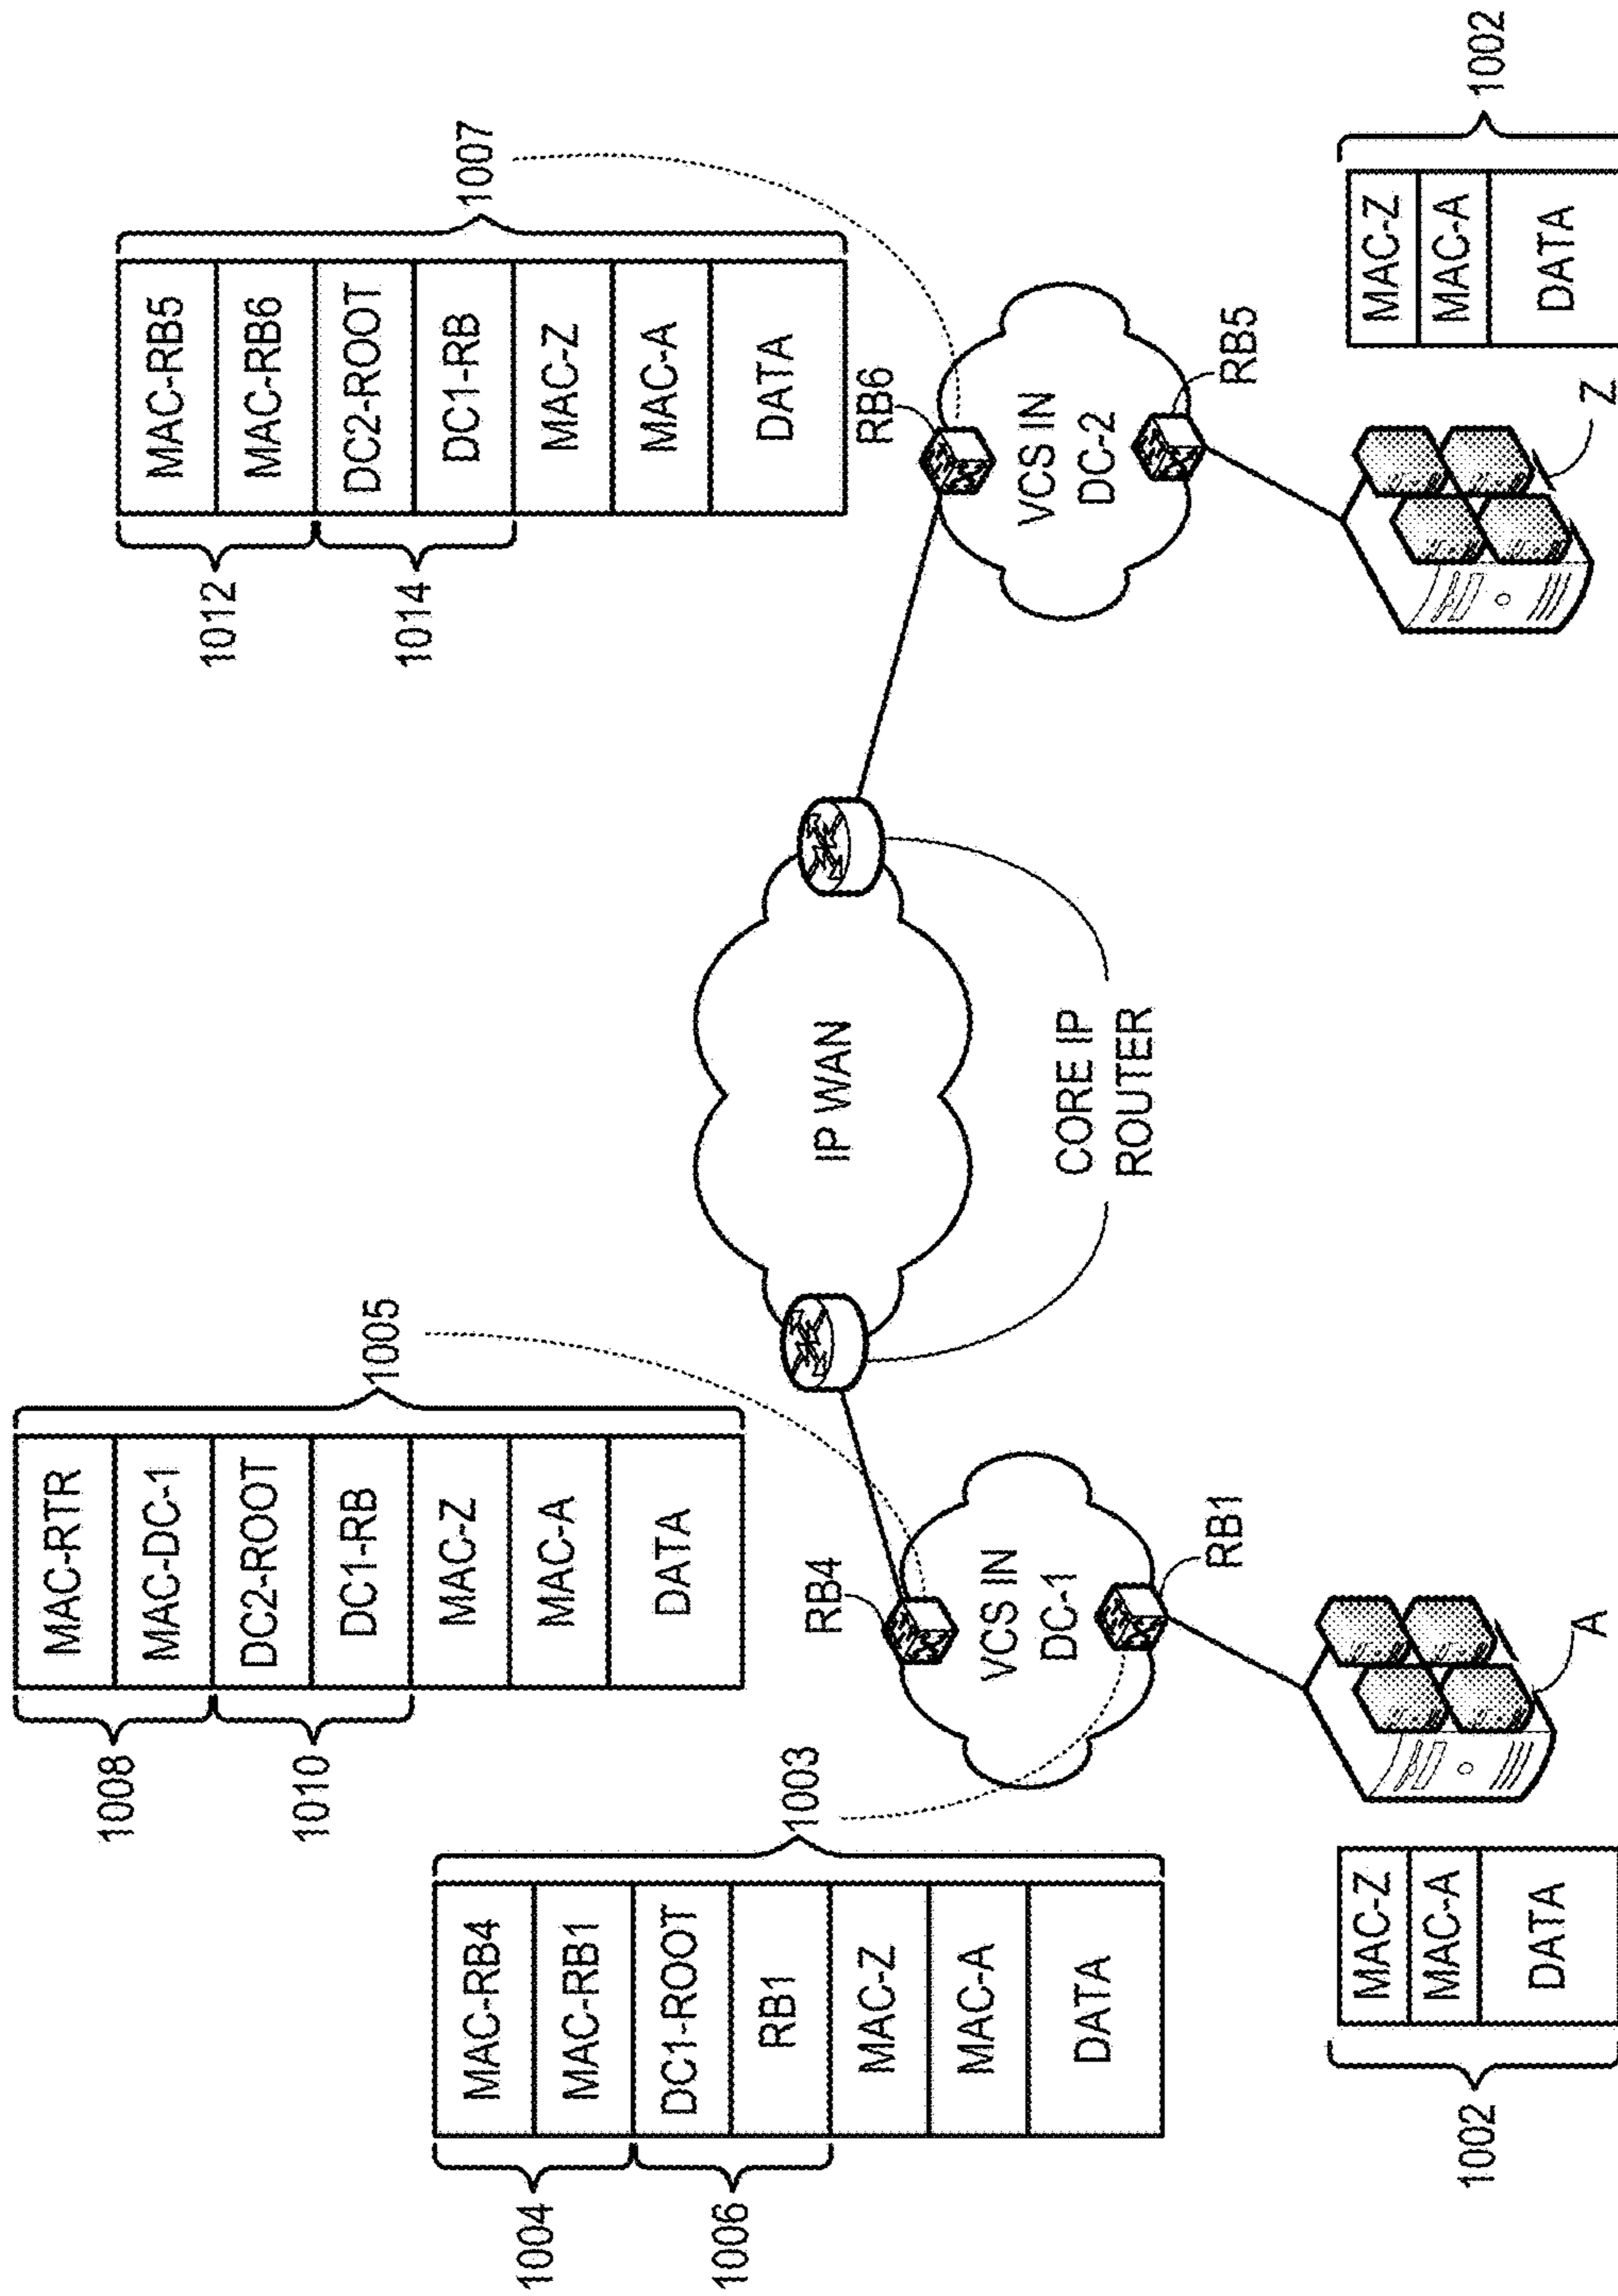 1004
1006
MAC-RB4
MAC-RB1
DC1-ROOT
RB1
MAC-Z
MAC-A
DATA
1003
1008
1010
MAC-RTR
MAC-DC-1
DC2-ROOT
DC1-RB
MAC-Z
MAC-A
DATA
1005
1012
1014
MAC-RB5
MAC-RB6
DC2-ROOT
DC1-RB
MAC-Z
MAC-A
DATA
1007
RB4
VCS IN
DC-1
RB1
IP WAN
CORE IP
ROUTER
RB6
VCS IN
DC-2
RB5
1002
MAC-Z
MAC-A
DATA
A
Z
MAC-Z
MAC-A
DATA
1002